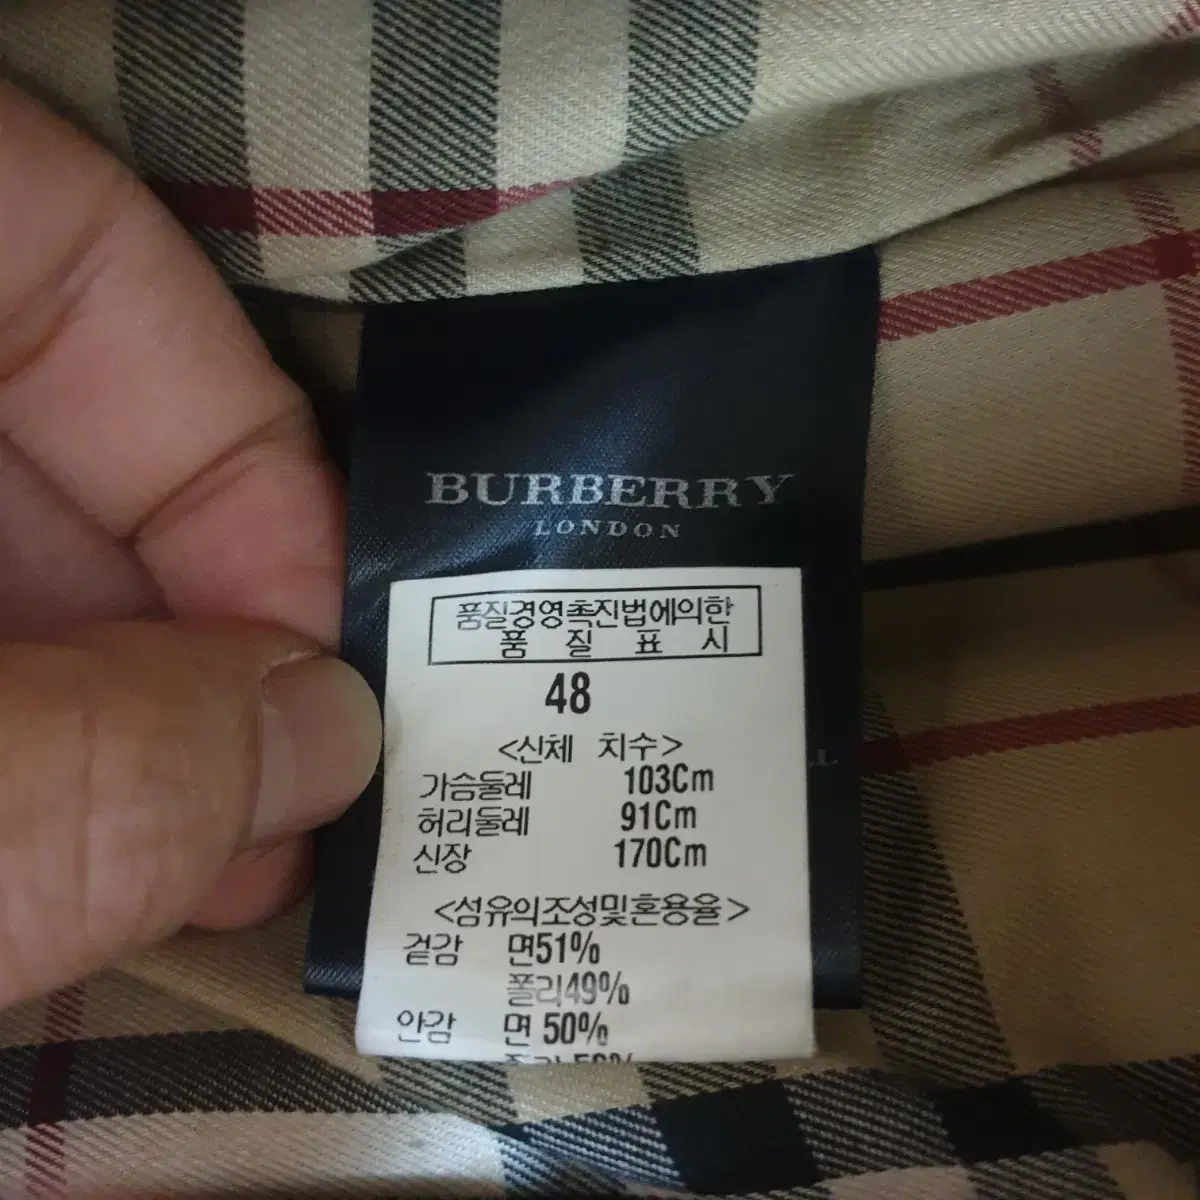 BURBERRY
LONDON
품질경영촉진법에의한
품 질 표 시
48
<신체 치수>
가슴둘레 103Cm
허리둘레 91Cm
신장 170Cm
<섬유의조성및혼용율>
겉감 면51%
폴리49%
안감 면 50%